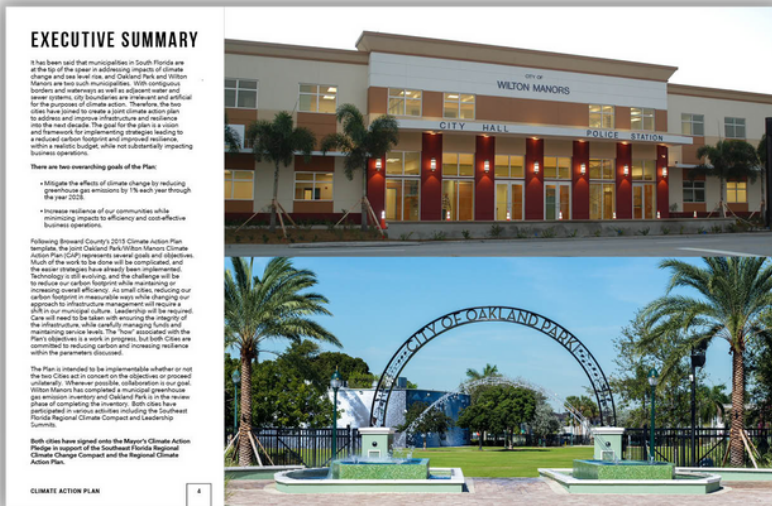 EXECUTIVE SUMMARY
It has been said that municipalities in South Florida are
at the tip of the spear in addressing impacts of climate
change and sea level rise, and Oakland Park and Wilton
Manors are two such municipalities. With contiguous
borders and waterways as well as adjacent water and
sewer systems, city boundaries are irrelevant and artificial
for the purposes of climate action. Therefore, the two
cities have joined to create a joint climate action plan
to address and improve infrastructure and resilience
into the next decade. The goal for the plan is a vision
and framework for implementing strategies leading to
a reduced carbon footprint and improved resilience,
within a realistic budget, while not substantially impacting
business operations.
There are two overarching goals of the Plan:
• Mitigate the effects of climate change by reducing
greenhouse gas emissions by 1% each year through
the year 2028.
• Increase resilience of our communities while
minimizing impacts to efficiency and cost-effective
business operations.
Following Broward County's 2015 Climate Action Plan
template, the joint Oakland Park/Wilton Manors Climate
Action Plan (CAP) represents several goals and objectives.
Much of the work to be done will be complicated, and
the easier strategies have already been implemented.
Technology is still evolving, and the challenge will be
to reduce our carbon footprint while maintaining or
increasing overall efficiency. As small cities, reducing our
carbon footprint in measurable ways while changing our
approach to infrastructure management will require a
shift in our municipal culture. Leadership will be required.
Care will need to be taken with ensuring the integrity of
the infrastructure, while carefully managing funds and
maintaining service levels. The "how" associated with the
Plan's objectives is a work in progress, but both Cities are
committed to reducing carbon and increasing resilience
within the parameters discussed.
The Plan is intended to be implementable whether or not
the two Cities act in concert on the objectives or proceed
unilaterally. Wherever possible, collaboration is our goal.
Wilton Manors has completed a municipal greenhouse
gas emission inventory and Oakland Park is in the review
phase of completing the inventory. Both cities have
participated in various activities including the Southeast
Florida Regional Climate Compact and Leadership
Summits.
Both cities have signed onto the Mayor's Climate Action
Pledge in support of the Southeast Florida Regional
Climate Change Compact and the Regional Climate
Action Plan.
CLIMATE ACTION PLAN
CITY OF
WILTON MANORS
CITY HALL
POLICE STATION
CITY OF OAKLAND PARK